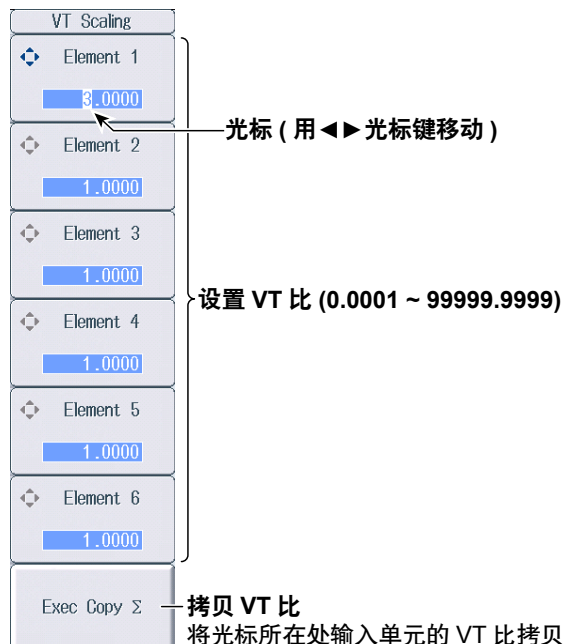 VT Scaling
Element 1
3.0000
光标 ( 用◄►光标键移动 )
Element 2
1.0000
Element 3
1.0000
设置 VT 比 (0.0001 ~ 99999.9999)
Element 4
1.0000
Element 5
1.0000
Element 6
1.0000
Exec Copy Σ
拷贝 VT 比
将光标所在处输入单元的 VT 比拷贝